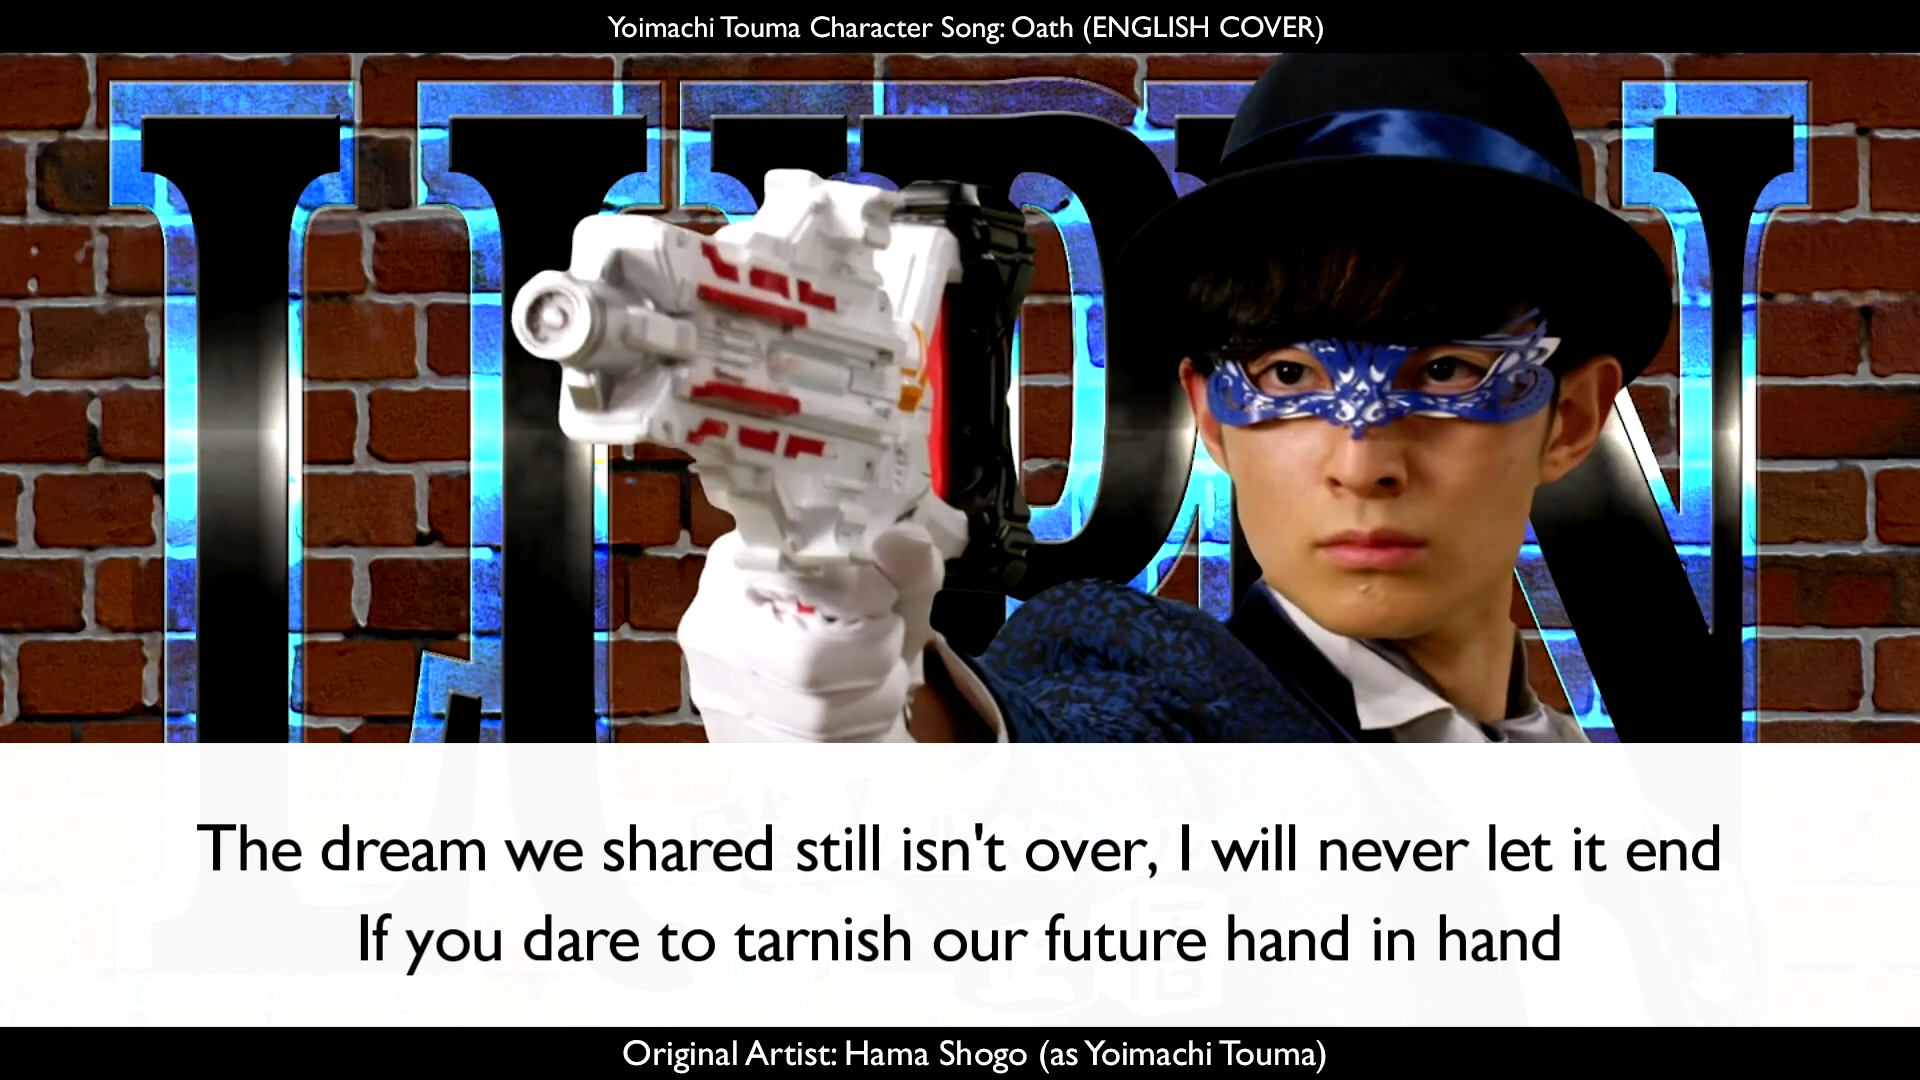 Yoimachi Touma Character Song: Oath (ENGLISH COVER)
LUPIN
The dream we shared still isn't over, I will never let it end
If you dare to tarnish our future hand in hand
Original Artist: Hama Shogo (as Yoimachi Touma)